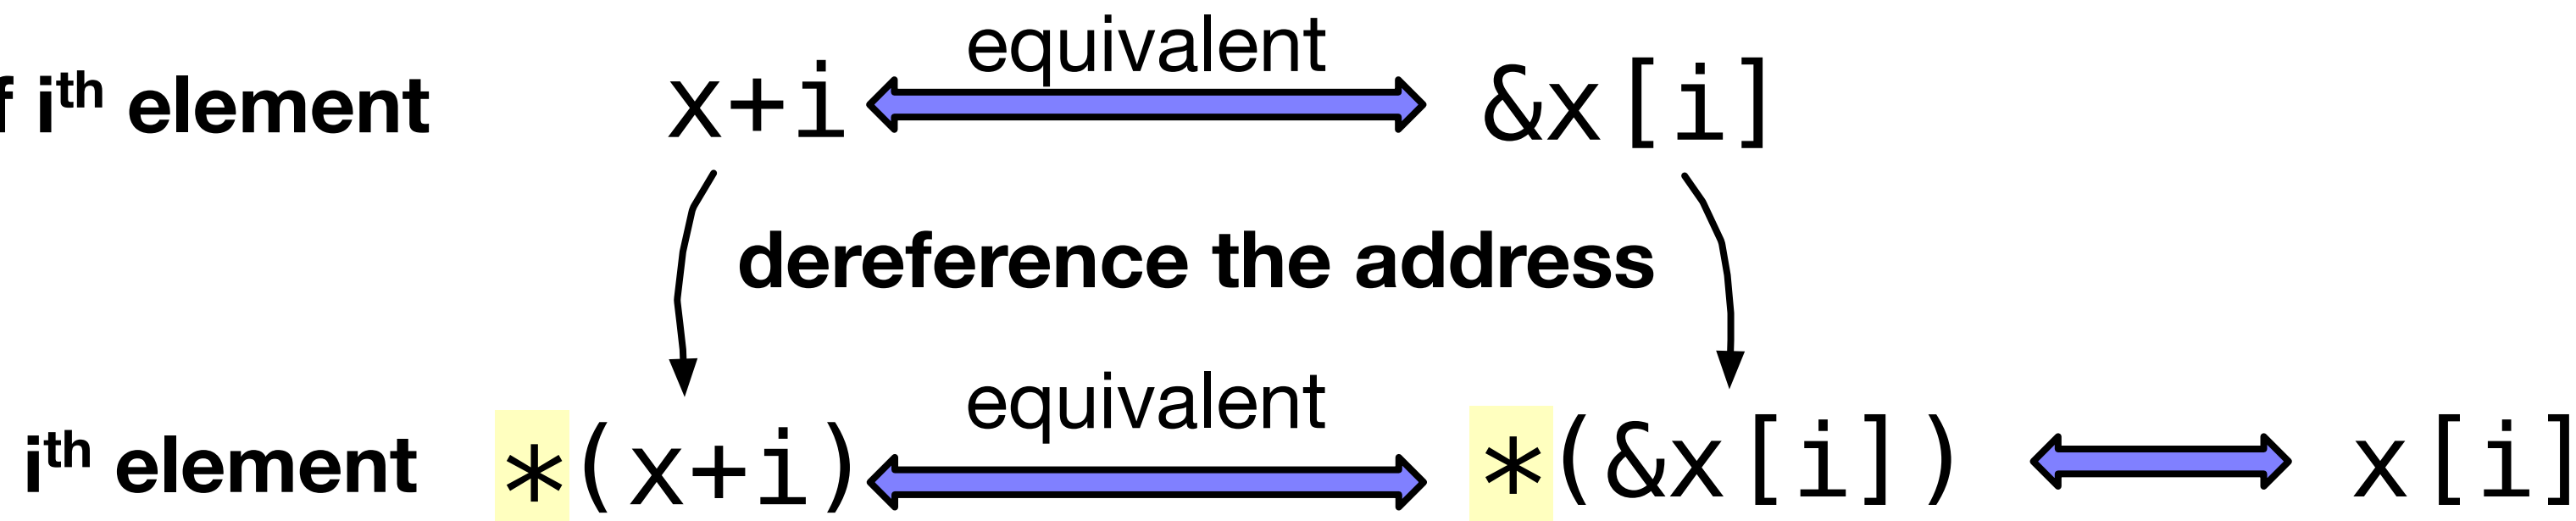 equivalent
f iᵗʰ element x+i &x[i]
dereference the address
equivalent
iᵗʰ element *(x+i) *(&x[i]) x[i]